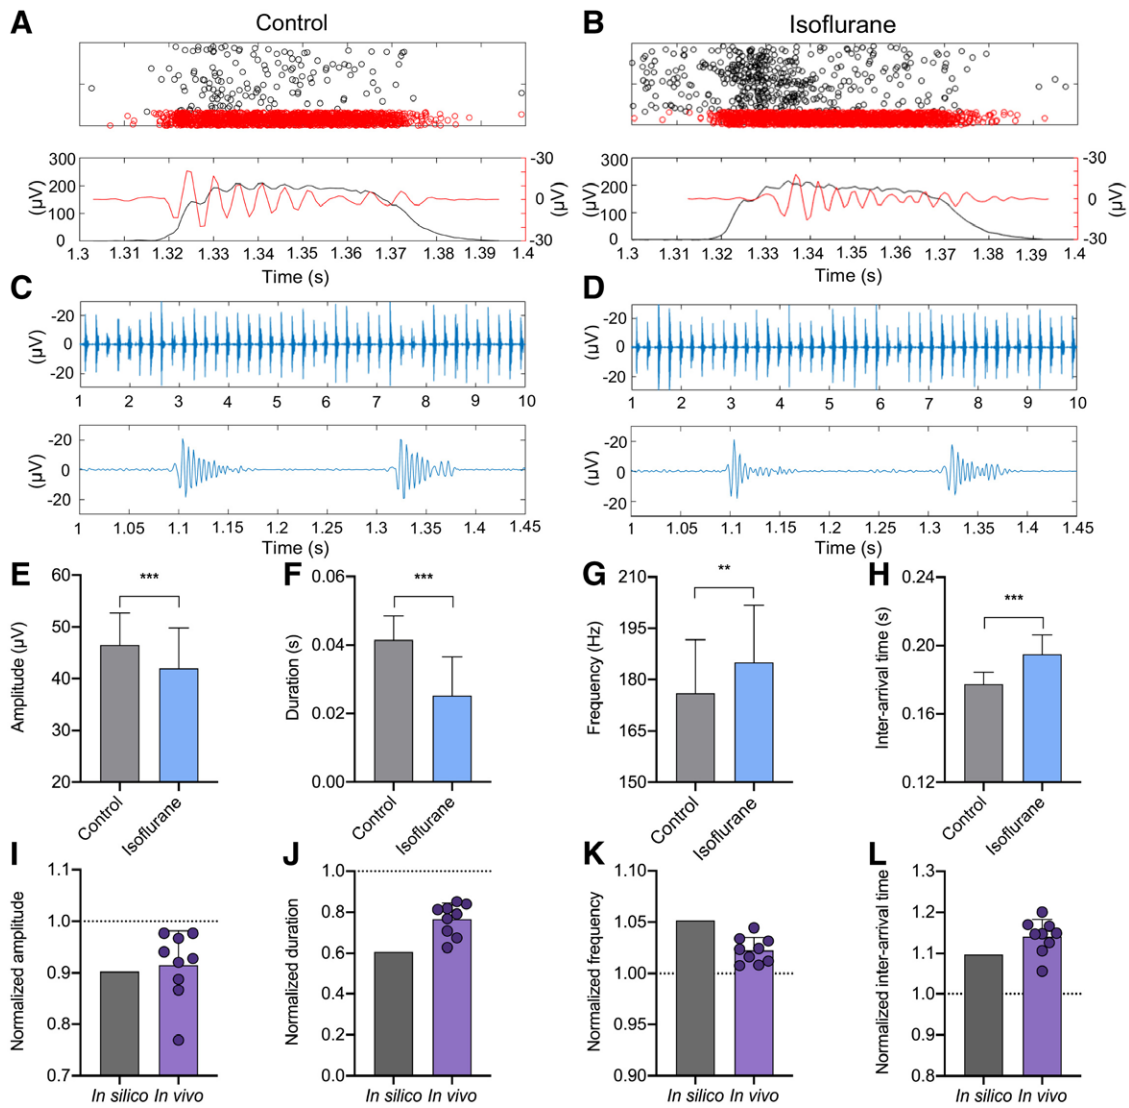 A Control
B Isoflurane
300
200
100
0
(µV)
-30
0
-30
(µV)
1.3 1.31 1.32 1.33 1.34 1.35 1.36 1.37 1.38 1.39 1.4
Time (s)
300
200
100
0
(µV)
-30
0
-30
(µV)
1.3 1.31 1.32 1.33 1.34 1.35 1.36 1.37 1.38 1.39 1.4
Time (s)
C
-20
0
-20
(µV)
1 2 3 4 5 6 7 8 9 10
-20
0
-20
(µV)
1 1.05 1.1 1.15 1.2 1.25 1.3 1.35 1.4 1.45
Time (s)
D
-20
0
-20
(µV)
1 2 3 4 5 6 7 8 9 10
-20
0
-20
(µV)
1 1.05 1.1 1.15 1.2 1.25 1.3 1.35 1.4 1.45
Time (s)
E
60
50
40
30
20
Amplitude (µV)
***
Control
Isoflurane
F
0.06
0.04
0.02
0.00
Duration (s)
***
Control
Isoflurane
G
210
195
180
165
150
Frequency (Hz)
**
Control
Isoflurane
H
0.24
0.20
0.16
0.12
Inter-arrival time (s)
***
Control
Isoflurane
I
1.1
1.0
0.9
0.8
0.7
Normalized amplitude
In silico In vivo
J
1.0
0.8
0.6
0.4
0.2
0.0
Normalized duration
In silico In vivo
K
1.10
1.05
1.00
0.95
0.90
Normalized frequency
In silico In vivo
L
1.3
1.2
1.1
1.0
0.9
0.8
Normalized inter-arrival time
In silico In vivo